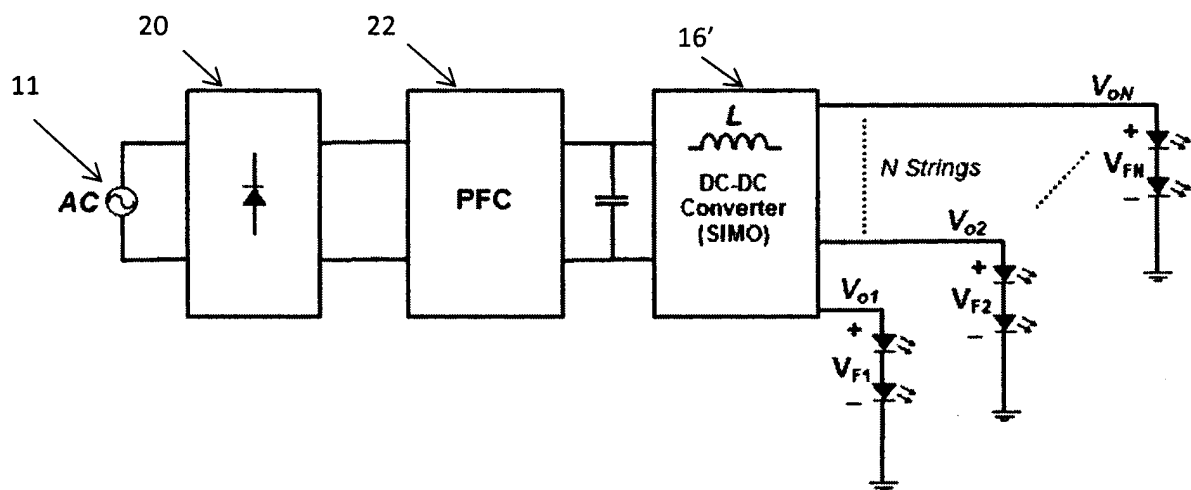 20
22
16'
11
AC
PFC
L
DC-DC
Converter
(SIMO)
N Strings
VoN
+
VFN
–
Vo2
+
VF2
–
Vo1
+
VF1
–